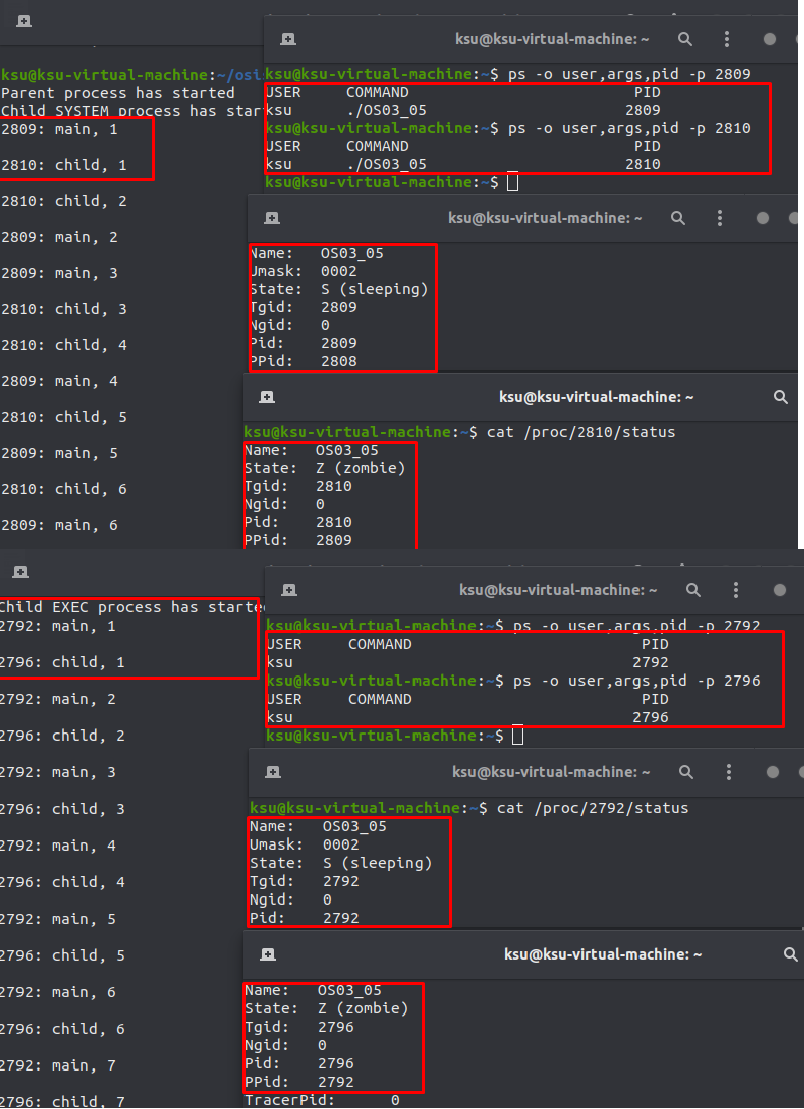 ksu@ksu-virtual-machine:~/osi
Parent process has started
Child SYSTEM process has star
2809: main, 1
2810: child, 1
2810: child, 2
2809: main, 2
2809: main, 3
2810: child, 3
2810: child, 4
2809: main, 4
2810: child, 5
2809: main, 5
2810: child, 6
2809: main, 6
ksu@ksu-virtual-machine: ~
ksu@ksu-virtual-machine:~$ ps -o user,args,pid -p 2809
USER COMMAND PID
ksu ./OS03_05 2809
ksu@ksu-virtual-machine:~$ ps -o user,args,pid -p 2810
USER COMMAND PID
ksu ./OS03_05 2810
ksu@ksu-virtual-machine:~$
ksu@ksu-virtual-machine: ~
Name: OS03_05
Umask: 0002
State: S (sleeping)
Tgid: 2809
Ngid: 0
Pid: 2809
PPid: 2808
ksu@ksu-virtual-machine: ~
ksu@ksu-virtual-machine:~$ cat /proc/2810/status
Name: OS03_05
State: Z (zombie)
Tgid: 2810
Ngid: 0
Pid: 2810
PPid: 2809
Child EXEC process has starte
2792: main, 1
2796: child, 1
2792: main, 2
2796: child, 2
2792: main, 3
2796: child, 3
2792: main, 4
2796: child, 4
2792: main, 5
2796: child, 5
2792: main, 6
2796: child, 6
2792: main, 7
2796: child, 7
ksu@ksu-virtual-machine: ~
ksu@ksu-virtual-machine:~$ ps -o user,args,pid -p 2792
USER COMMAND PID
ksu 2792
ksu@ksu-virtual-machine:~$ ps -o user,args,pid -p 2796
USER COMMAND PID
ksu 2796
ksu@ksu-virtual-machine:~$
ksu@ksu-virtual-machine: ~
ksu@ksu-virtual-machine:~$ cat /proc/2792/status
Name: OS03_05
Umask: 0002
State: S (sleeping)
Tgid: 2792
Ngid: 0
Pid: 2792
ksu@ksu-virtual-machine: ~
Name: OS03_05
State: Z (zombie)
Tgid: 2796
Ngid: 0
Pid: 2796
PPid: 2792
TracerPid: 0